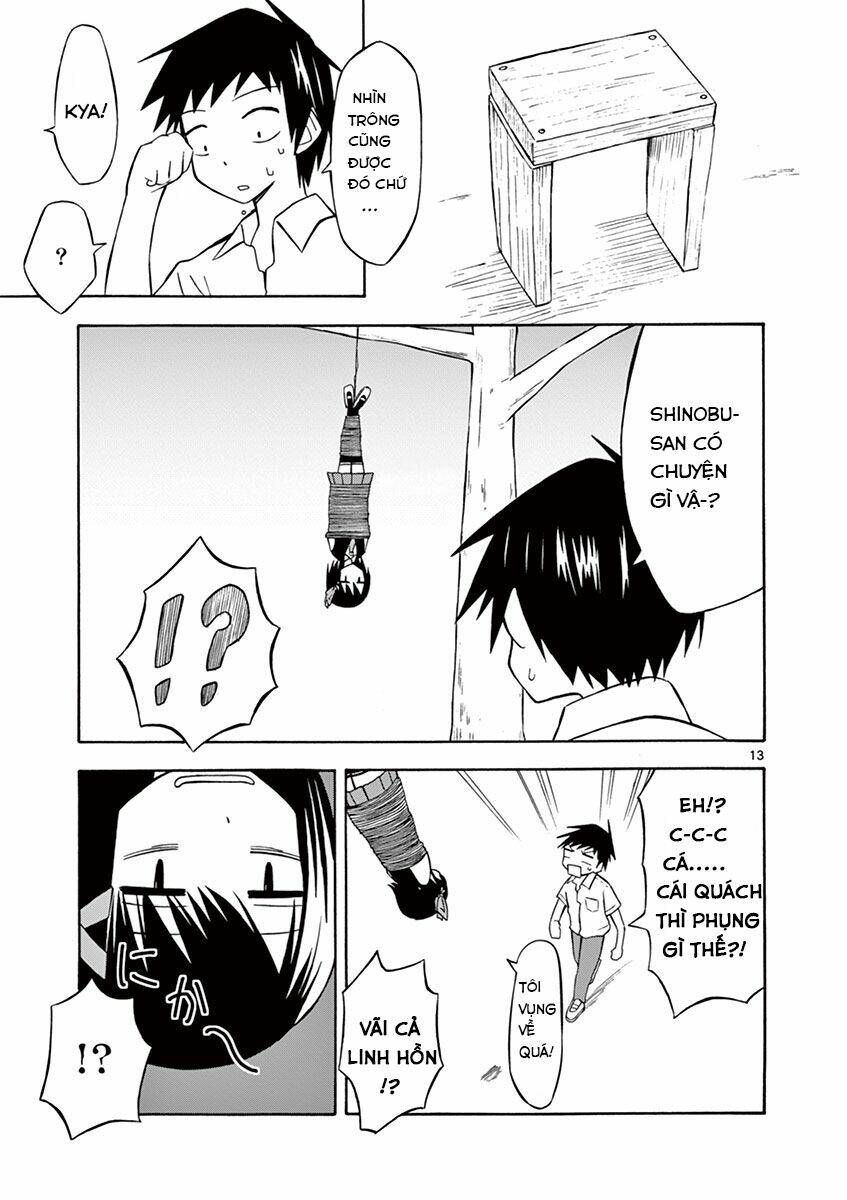 NHÌN
TRÔNG
CŨNG
ĐƯỢC
ĐÓ CHỨ
...
KYA!
?
SHINOBU-
SAN CÓ
CHUYỆN
GÌ VẬ-?
!?
13
EH!?
C-C-C
CÁ.....
CÁI QUÁCH
THÌ PHỤNG
GÌ THẾ?!
TÔI
VỤNG
VỀ
QUÁ!
VÃI CẢ
LINH HỒN
!?
にか～
!?